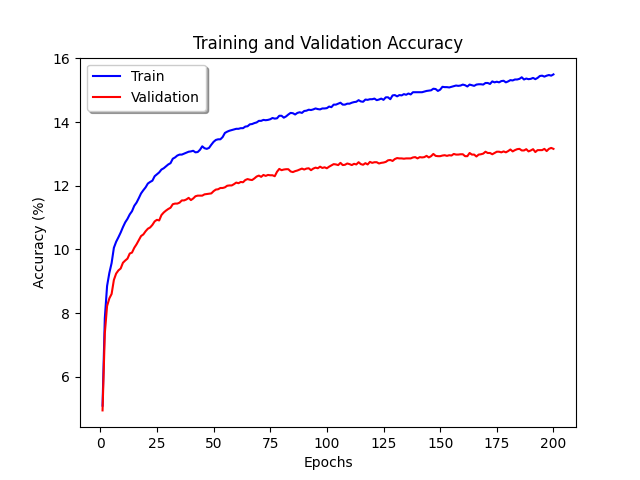 Training and Validation Accuracy
Train
Validation
Accuracy (%)
16
14
12
10
8
6
0 25 50 75 100 125 150 175 200
Epochs